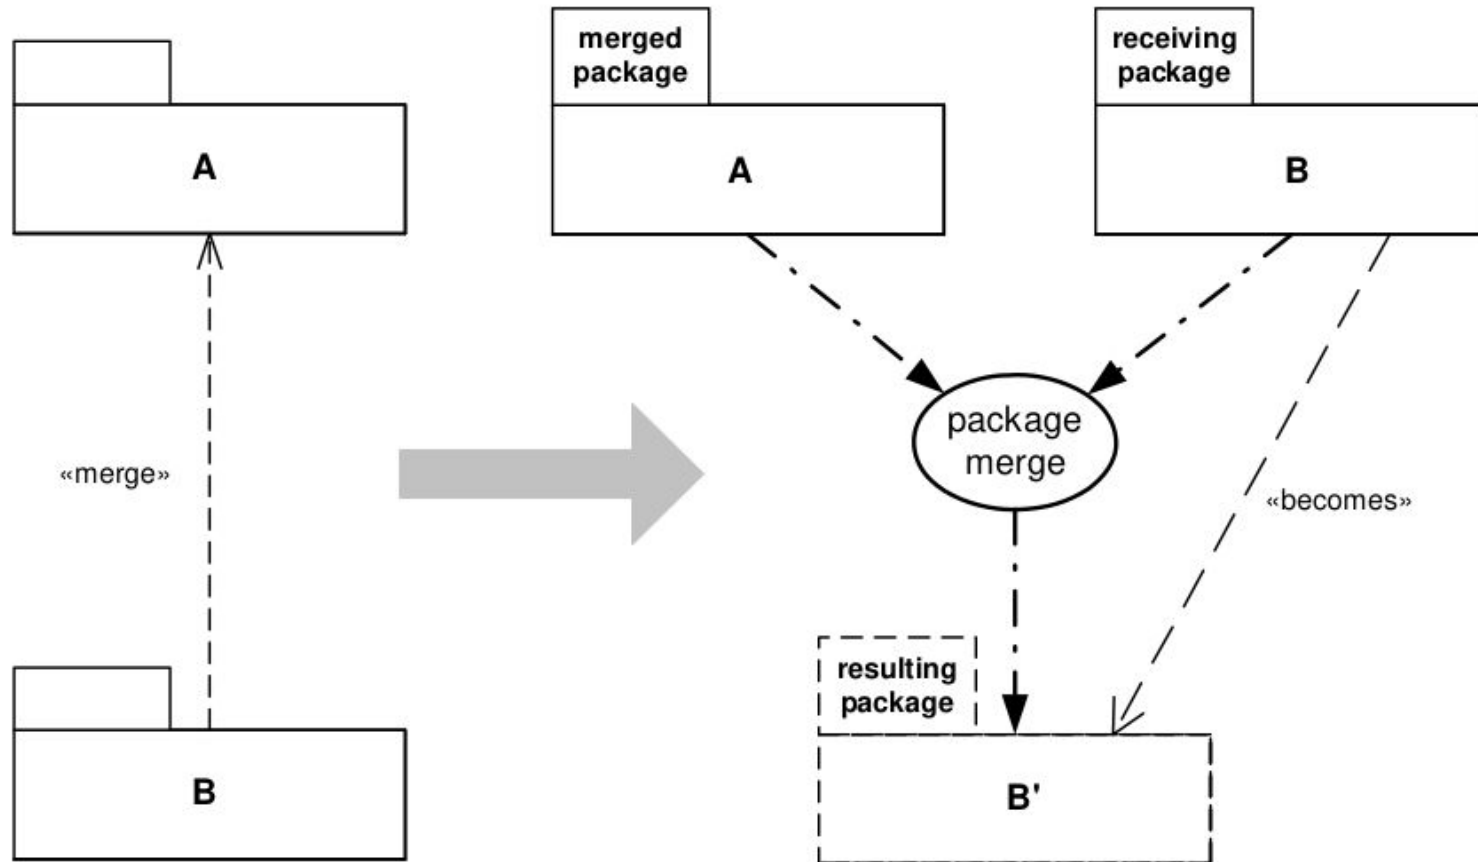 A
«merge»
B
merged
package
A
receiving
package
B
package
merge
«becomes»
resulting
package
B'